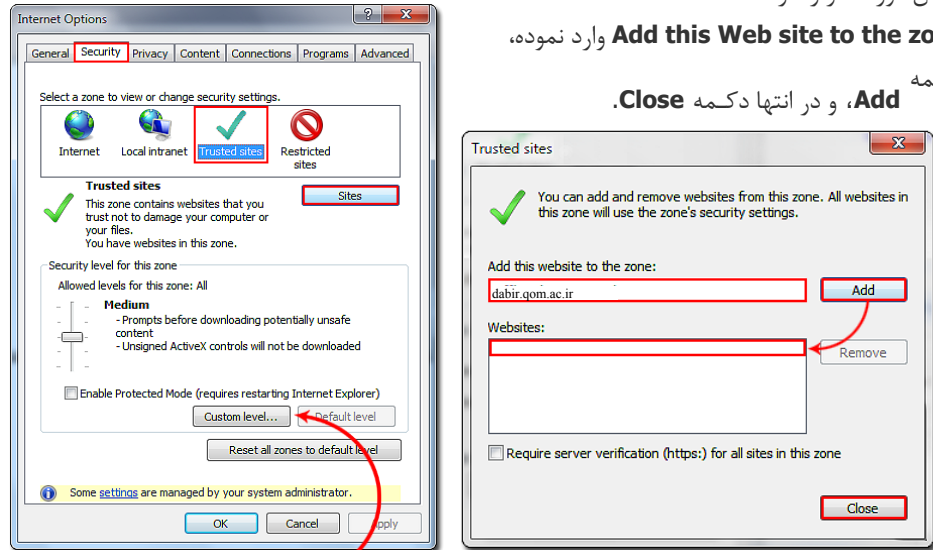 Add this Web site to the وارد نموده،
Add، و در انتها دکـمه Close.
Internet Options
General Security Privacy Content Connections Programs Advanced
Select a zone to view or change security settings.
Internet Local intranet Trusted sites Restricted
sites
Trusted sites
Sites
This zone contains websites that you
trust not to damage your computer or
your files.
You have websites in this zone.
Security level for this zone
Allowed levels for this zone: All
Medium
- Prompts before downloading potentially unsafe
content
- Unsigned ActiveX controls will not be downloaded
Enable Protected Mode (requires restarting Internet Explorer)
Custom level... Default level
Reset all zones to default level
Some settings are managed by your system administrator.
OK Cancel Apply
Trusted sites
You can add and remove websites from this zone. All websites in
this zone will use the zone's security settings.
Add this website to the zone:
dabir.qom.ac.ir
Add
Websites:
Remove
Require server verification (https:) for all sites in this zone
Close